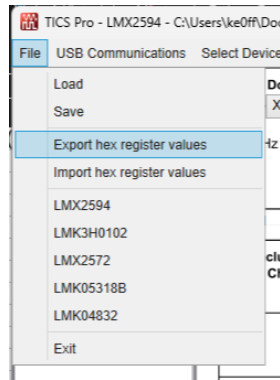 TICS Pro - LMX2594 - C:\Users\ke0ff\Doc
File USB Communications Select Device
Load
Save
Export hex register values
Import hex register values
LMX2594
LMK3H0102
LMX2572
LMK05318B
LMK04832
Exit